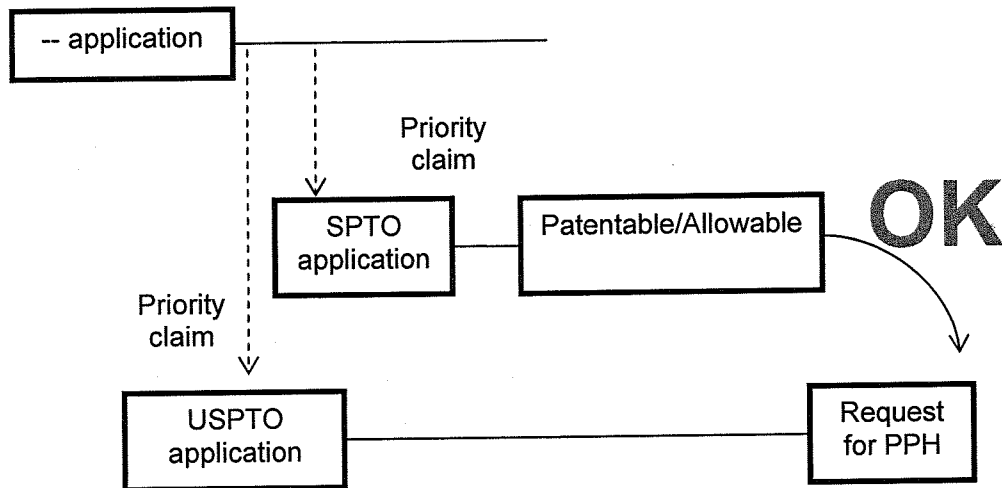 -- application
Priority
claim
SPTO
application
Patentable/Allowable
OK
Priority
claim
USPTO
application
Request
for PPH